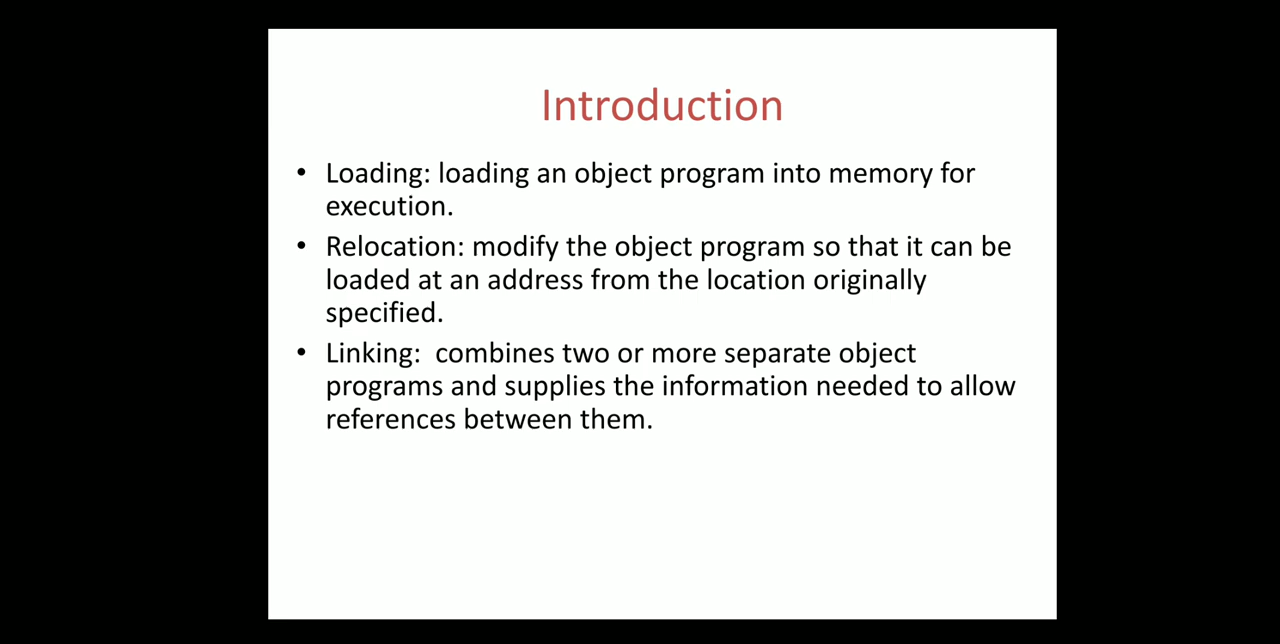 Introduction
• Loading: loading an object program into memory for
execution.
• Relocation: modify the object program so that it can be
loaded at an address from the location originally
specified.
• Linking:  combines two or more separate object
programs and supplies the information needed to allow
references between them.